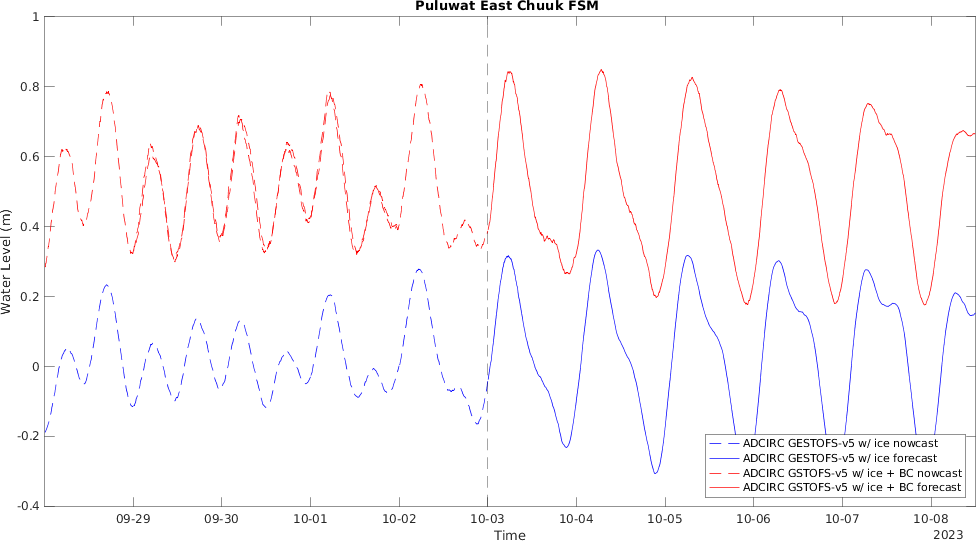 Puluwat East Chuuk FSM
1
0.8
0.6
0.4
0.2
0
-0.2
-0.4
Water Level (m)
ADCIRC GESTOFS-v5 w/ ice nowcast
ADCIRC GESTOFS-v5 w/ ice forecast
ADCIRC GSTOFS-v5 w/ ice + BC nowcast
ADCIRC GSTOFS-v5 w/ ice + BC forecast
09-29 09-30 10-01 10-02 10-03 10-04 10-05 10-06 10-07 10-08
Time
2023